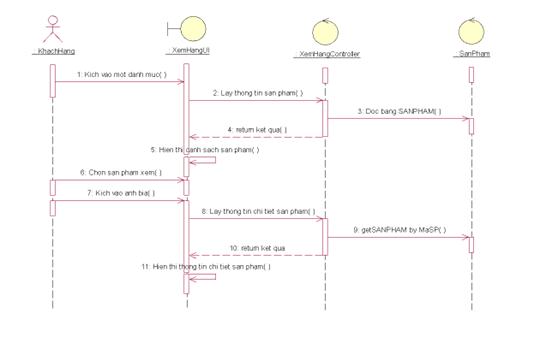 : KhachHang
: XemHangUI
: XemHangController
: SanPham
1: Kich vao mot danh muc( )
2: Lay thong tin san pham( )
3: Doc bang SANPHAM( )
4: return ket qua( )
5: Hien thi danh sach san pham( )
6: Chon san pham xem( )
7: Kich vao anh bia( )
8: Lay thong tin chi tiet san pham( )
9: getSANPHAM by MaSP( )
10: return ket qua
11: Hien thi thong tin chi tiet san pham( )